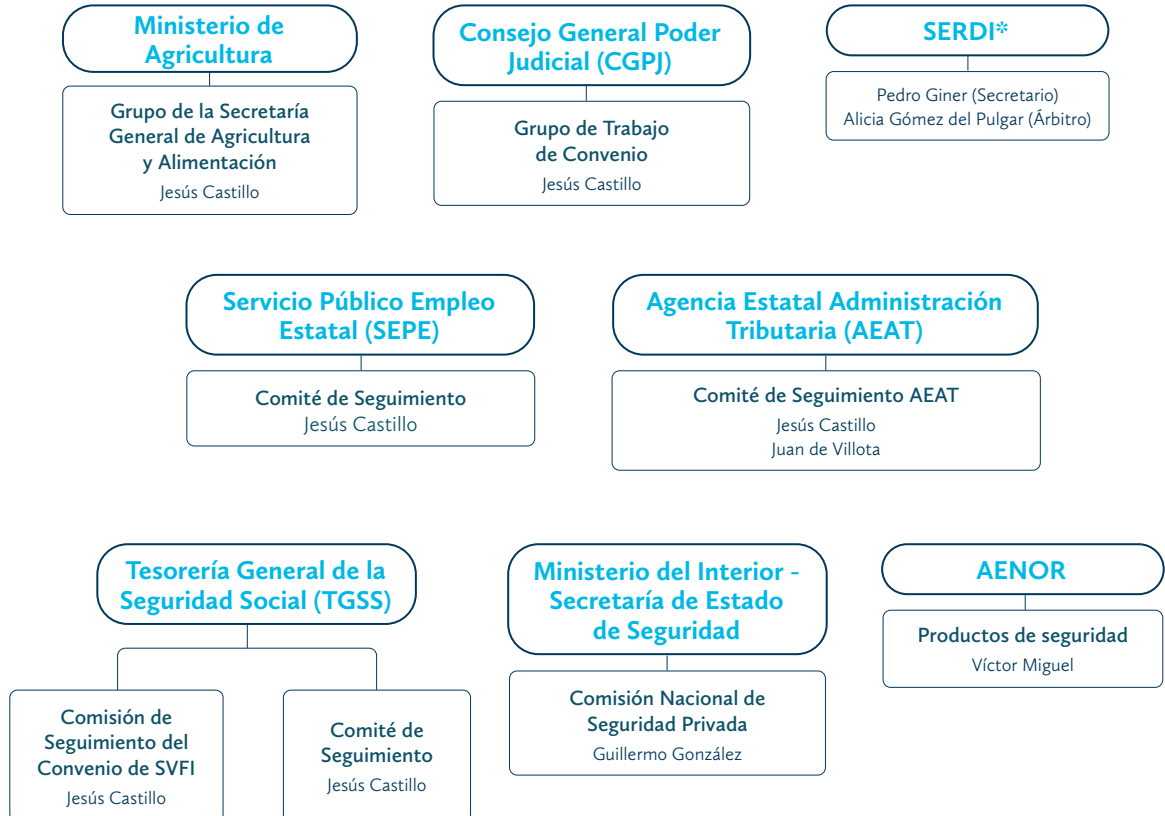 Ministerio de
Agricultura
Grupo de la Secretaría
General de Agricultura
y Alimentación
Jesús Castillo
Consejo General Poder
Judicial (CGPJ)
Grupo de Trabajo
de Convenio
Jesús Castillo
SERDI*
Pedro Giner (Secretario)
Alicia Gómez del Pulgar (Árbitro)
Servicio Público Empleo
Estatal (SEPE)
Comité de Seguimiento
Jesús Castillo
Agencia Estatal Administración
Tributaria (AEAT)
Comité de Seguimiento AEAT
Jesús Castillo
Juan de Villota
Tesorería General de la
Seguridad Social (TGSS)
Comisión de
Seguimiento del
Convenio de SVFI
Jesús Castillo
Comité de
Seguimiento
Jesús Castillo
Ministerio del Interior -
Secretaría de Estado
de Seguridad
Comisión Nacional de
Seguridad Privada
Guillermo González
AENOR
Productos de seguridad
Víctor Miguel